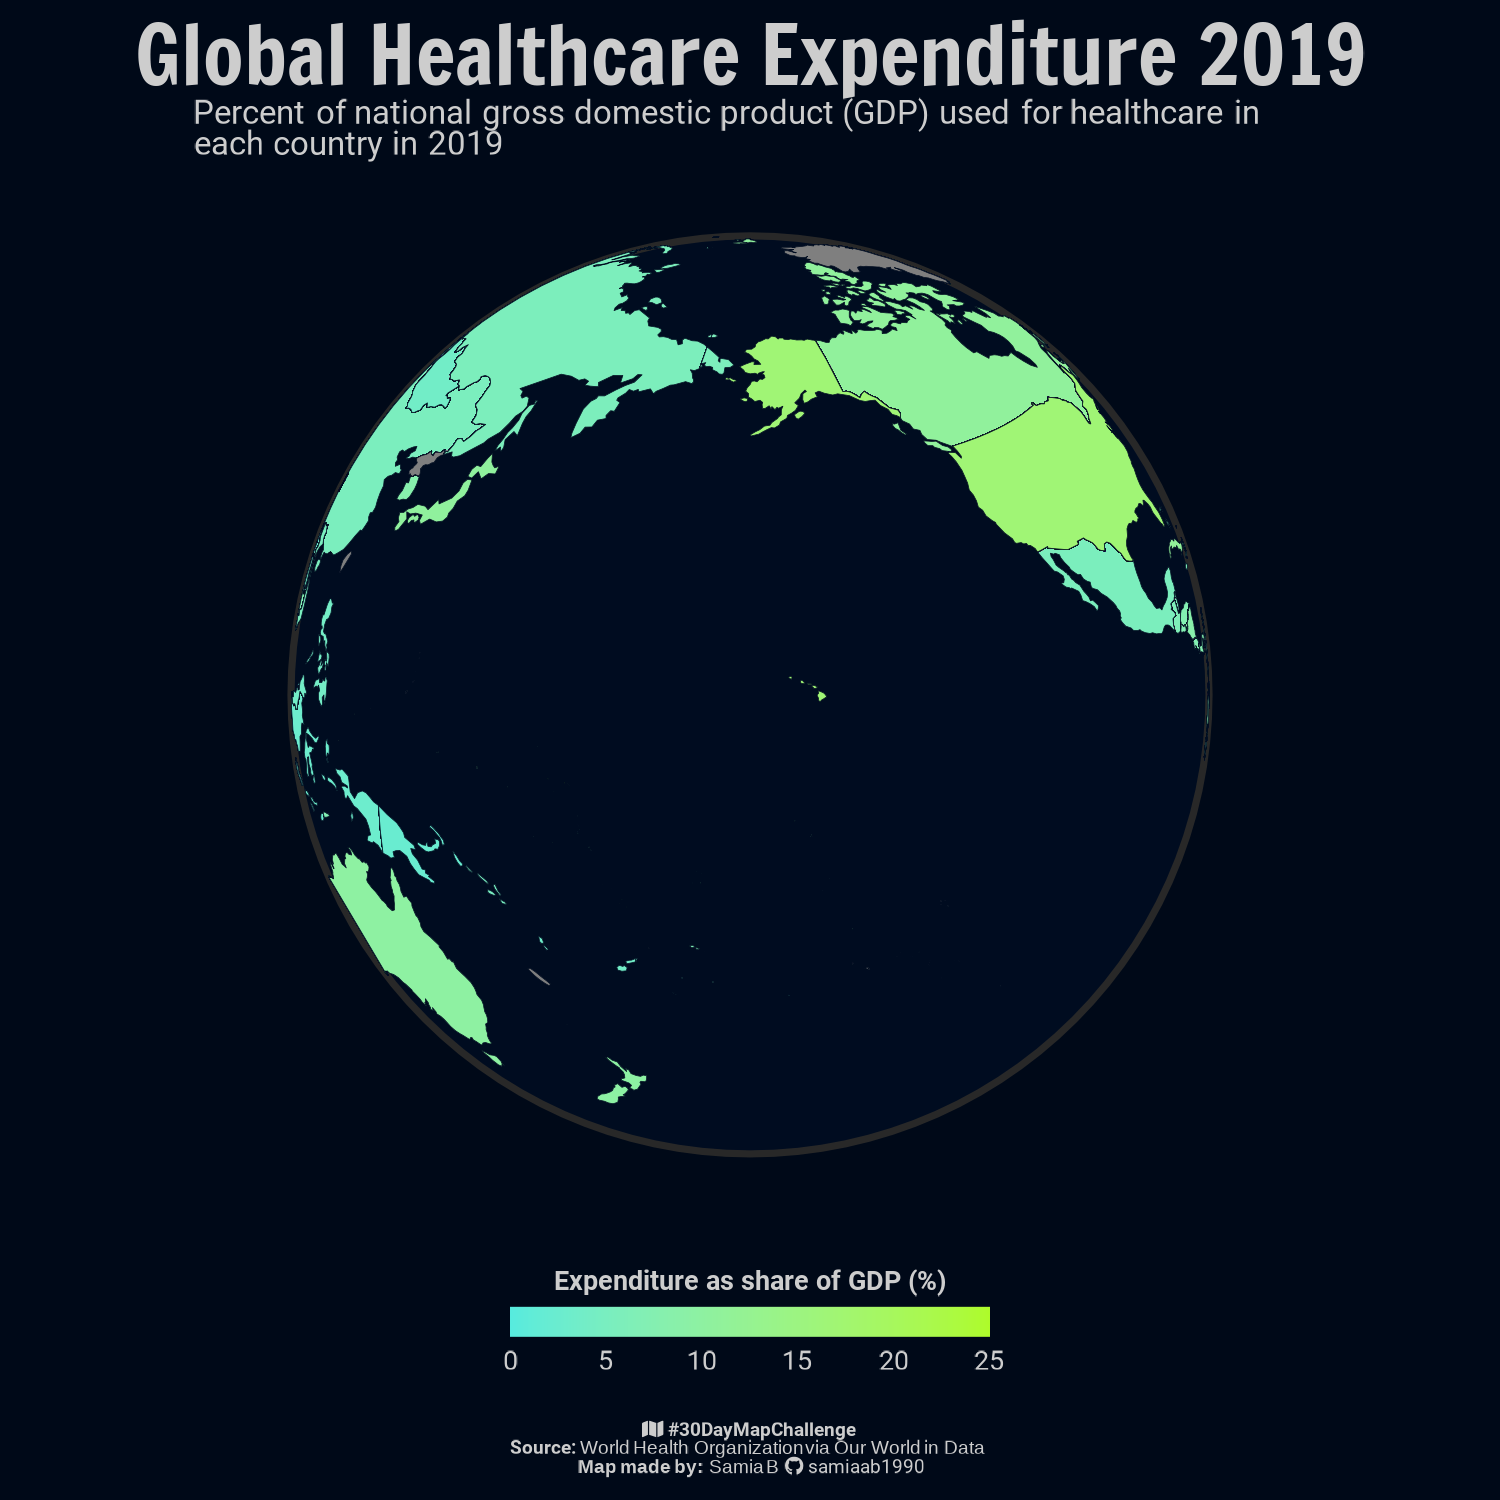 Global Healthcare Expenditure 2019
Percent of national gross domestic product (GDP) used for healthcare in
each country in 2019
Expenditure as share of GDP (%)
0 5 10 15 20 25
#30DayMapChallenge
Source: World Health Organization via Our World in Data
Map made by: Samia B samiaab1990